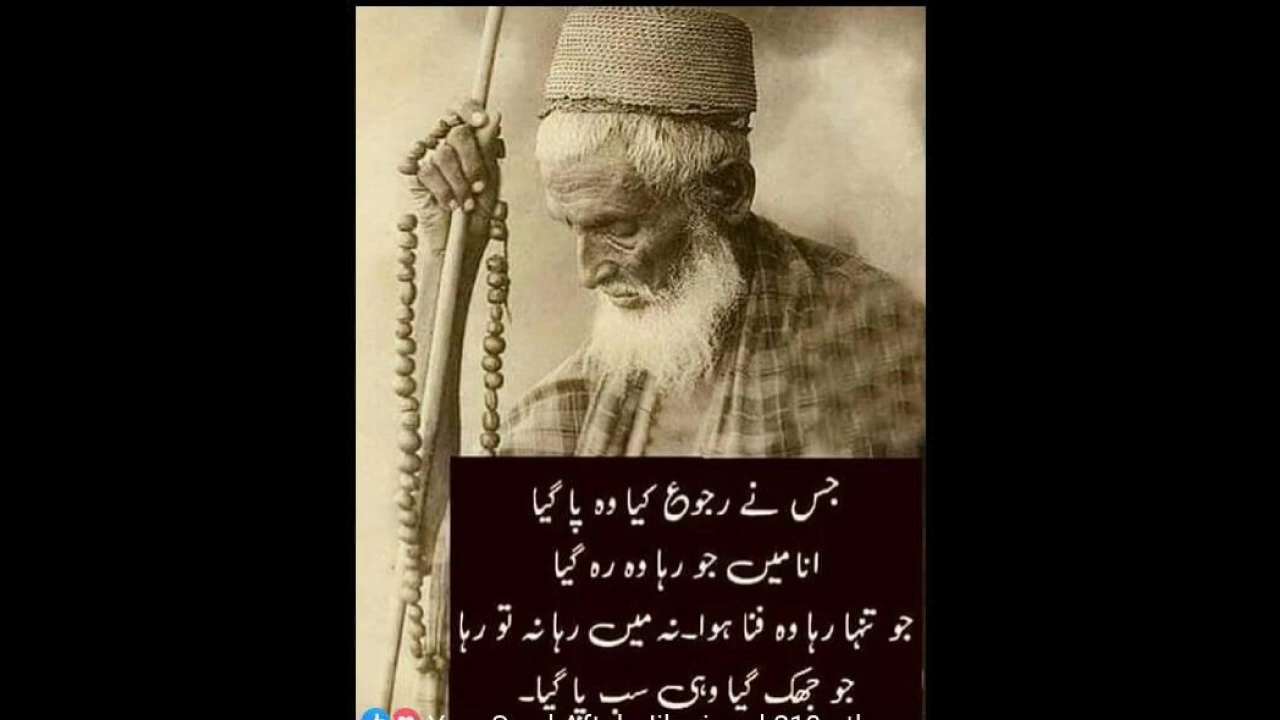 جس نے رجوع کیا وہ پا گیا
انا میں جو رہا وہ رہ گیا
جو تنہا رہا وہ فنا ہوا۔نہ میں رہا نہ تو رہا
جو جھک گیا وہی سب پا گیا۔